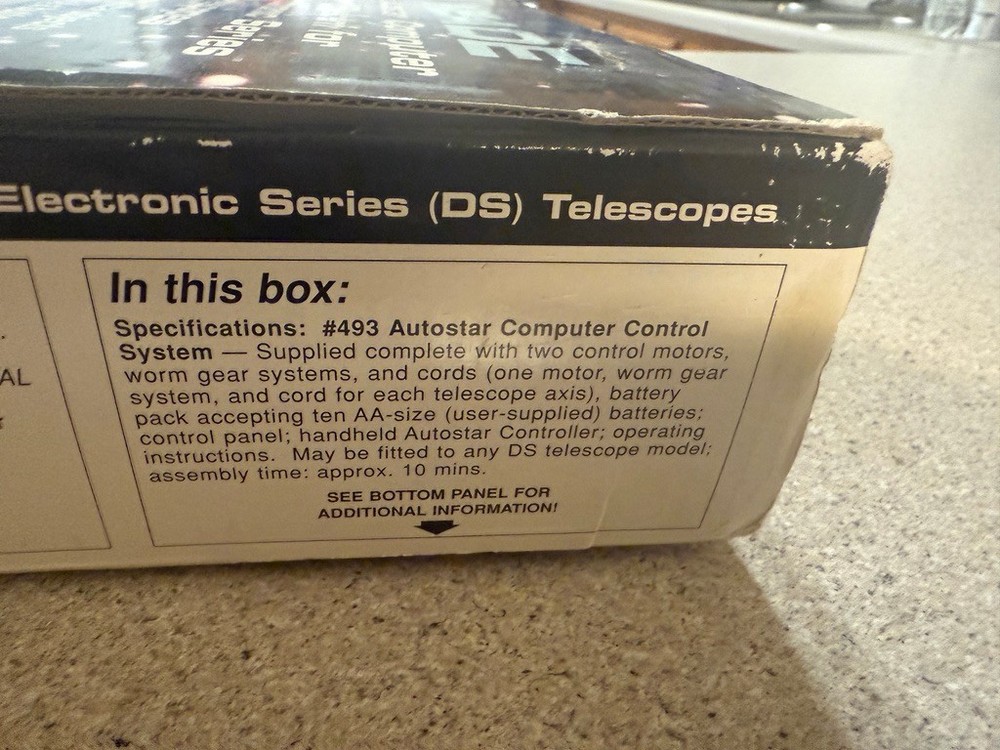 Electronic Series (DS) Telescopes
AL
In this box:
Specifications: #493 Autostar Computer Control
System — Supplied complete with two control motors,
worm gear systems, and cords (one motor, worm gear
system, and cord for each telescope axis), battery
pack accepting ten AA-size (user-supplied) batteries;
control panel; handheld Autostar Controller; operating
instructions. May be fitted to any DS telescope model;
assembly time: approx. 10 mins.
SEE BOTTOM PANEL FOR
ADDITIONAL INFORMATION!